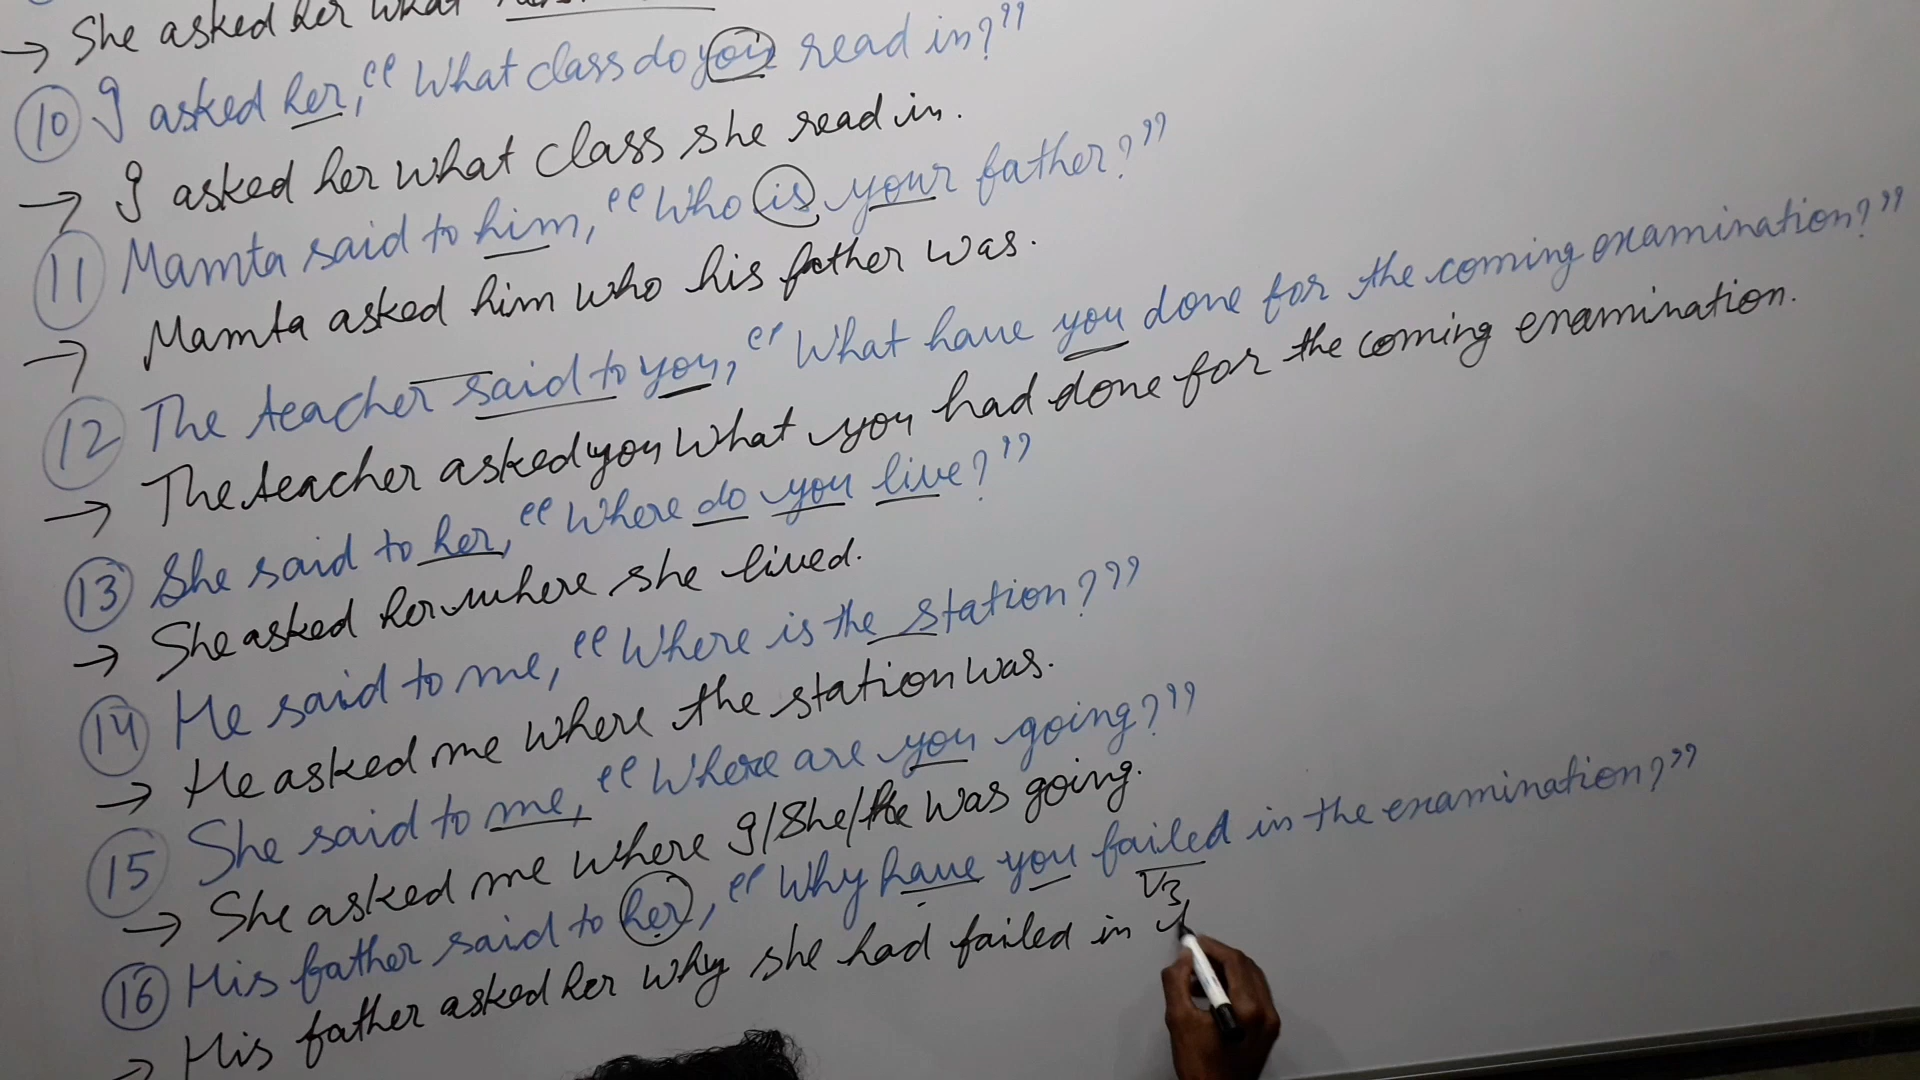 → She asked her what
(10) I asked her, "What class do you read in?"
→ I asked her what class she read in.
(11) Mamta said to him, "Who is your father?"
→ Mamta asked him who his father was.
(12) The teacher said to you, "What have you done for the coming examination?"
→ The teacher asked you what you had done for the coming examination.
(13) She said to her, "Where do you live?"
→ She asked her where she lived.
(14) He said to me, "Where is the station?"
→ He asked me where the station was.
(15) She said to me, "Where are you going?"
→ She asked me where I/She/he was going.
(16) His father said to her, "Why have you failed in the examination?"
V3
→ His father asked her why she had failed in